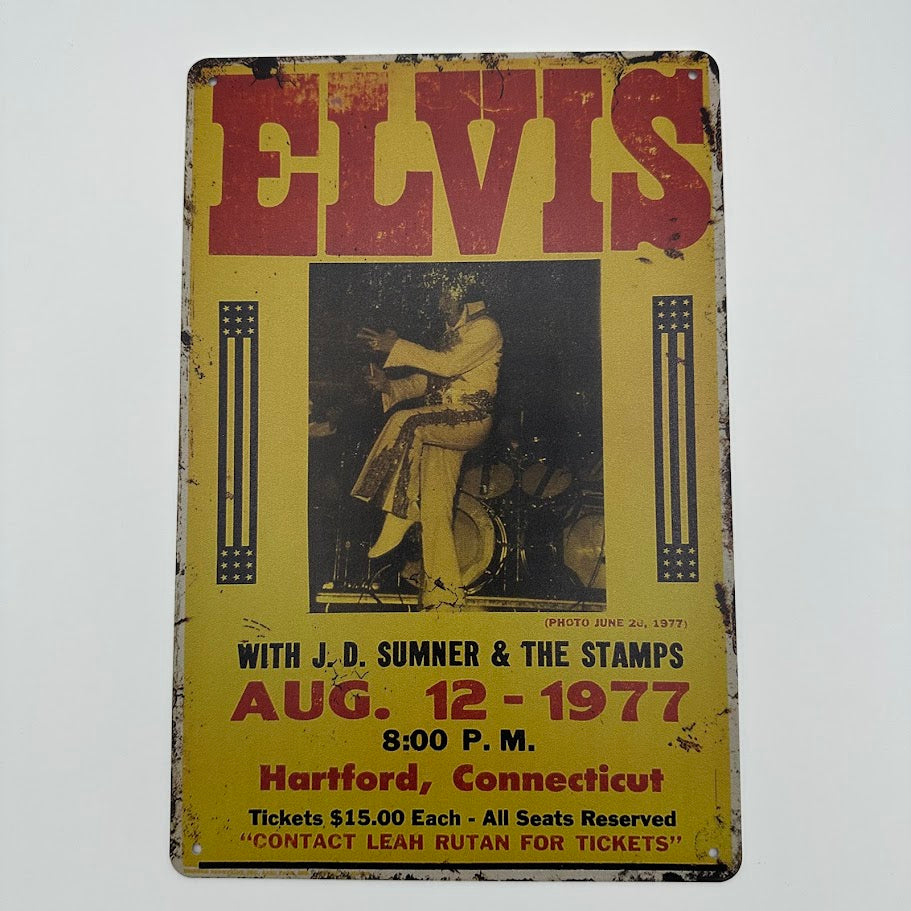 ELVIS
(PHOTO JUNE 26, 1977)
WITH J. D. SUMNER & THE STAMPS
AUG. 12 - 1977
8:00 P. M.
Hartford, Connecticut
Tickets $15.00 Each - All Seats Reserved
“CONTACT LEAH RUTAN FOR TICKETS”